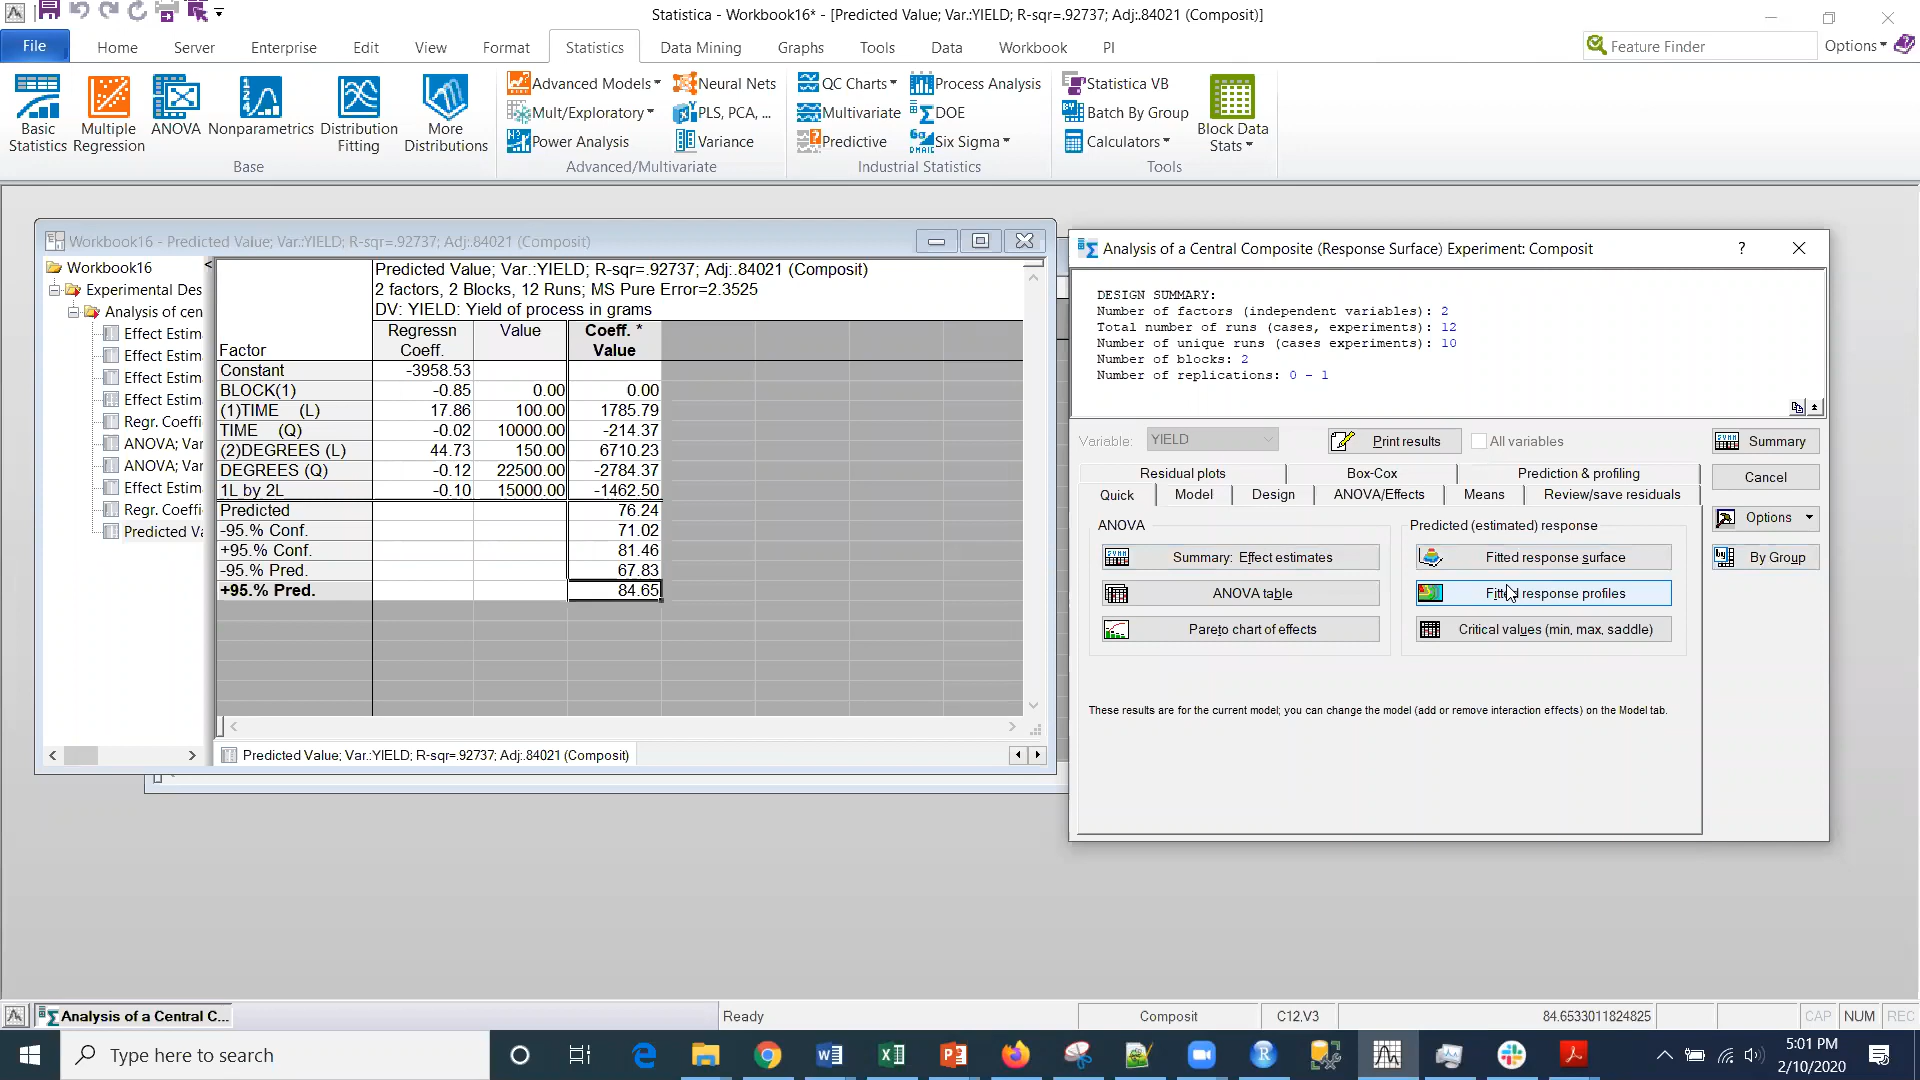 Statistica - Workbook16* - [Predicted Value; Var.:YIELD; R-sqr=.92737; Adj:.84021 (Composit)]
File Home Server Enterprise Edit View Format Statistics Data Mining Graphs Tools Data Workbook PI Feature Finder Options
Basic Statistics
Multiple Regression
ANOVA
Nonparametrics
Distribution Fitting
More Distributions
Base
Advanced Models Neural Nets
Mult/Exploratory PLS, PCA, ...
Power Analysis Variance
Advanced/Multivariate
QC Charts Process Analysis
Multivariate DOE
Predictive Six Sigma
Industrial Statistics
Statistica VB
Batch By Group
Calculators
Block Data Stats
Tools
Workbook16 - Predicted Value; Var.:YIELD; R-sqr=.92737; Adj:.84021 (Composit)
Workbook16
Experimental Des
Analysis of cen
Effect Estim
Effect Estim
Effect Estim
Effect Estim
Regr. Coeffi
ANOVA; Var
ANOVA; Var
Effect Estim
Regr. Coeffi
Predicted Va
Predicted Value; Var.:YIELD; R-sqr=.92737; Adj:.84021 (Composit)
2 factors, 2 Blocks, 12 Runs; MS Pure Error=2.3525
DV: YIELD: Yield of process in grams
Regressn Value Coeff. *
Factor Coeff. Value
Constant -3958.53
BLOCK(1) -0.85 0.00 0.00
(1)TIME (L) 17.86 100.00 1785.79
TIME (Q) -0.02 10000.00 -214.37
(2)DEGREES (L) 44.73 150.00 6710.23
DEGREES (Q) -0.12 22500.00 -2784.37
1L by 2L -0.10 15000.00 -1462.50
Predicted 76.24
-95.% Conf. 71.02
+95.% Conf. 81.46
-95.% Pred. 67.83
+95.% Pred. 84.65
Predicted Value; Var.:YIELD; R-sqr=.92737; Adj:.84021 (Composit)
Analysis of a Central Composite (Response Surface) Experiment: Composit ?
DESIGN SUMMARY:
Number of factors (independent variables): 2
Total number of runs (cases, experiments): 12
Number of unique runs (cases experiments): 10
Number of blocks: 2
Number of replications: 0 - 1
Variable: YIELD Print results All variables Summary
Residual plots Box-Cox Prediction & profiling Cancel
Quick Model Design ANOVA/Effects Means Review/save residuals
Options
By Group
ANOVA
Summary: Effect estimates
ANOVA table
Pareto chart of effects
Predicted (estimated) response
Fitted response surface
Fitted response profiles
Critical values (min, max, saddle)
These results are for the current model; you can change the model (add or remove interaction effects) on the Model tab.
Analysis of a Central C... Ready Composit C12.V3 84.6533011824825 CAP NUM REC
Type here to search
5:01 PM
2/10/2020